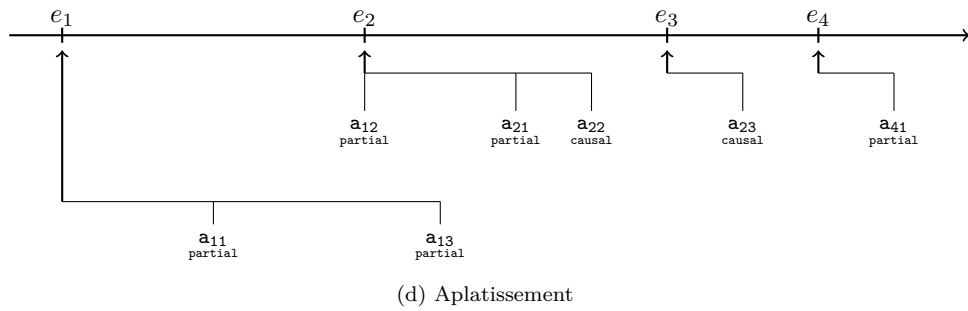 e₁ e₂ e₃ e₄
a₁₂ a₂₁ a₂₂ a₂₃ a₄₁
partial partial causal causal partial
a₁₁ a₁₃
partial partial
(d) Aplatissement